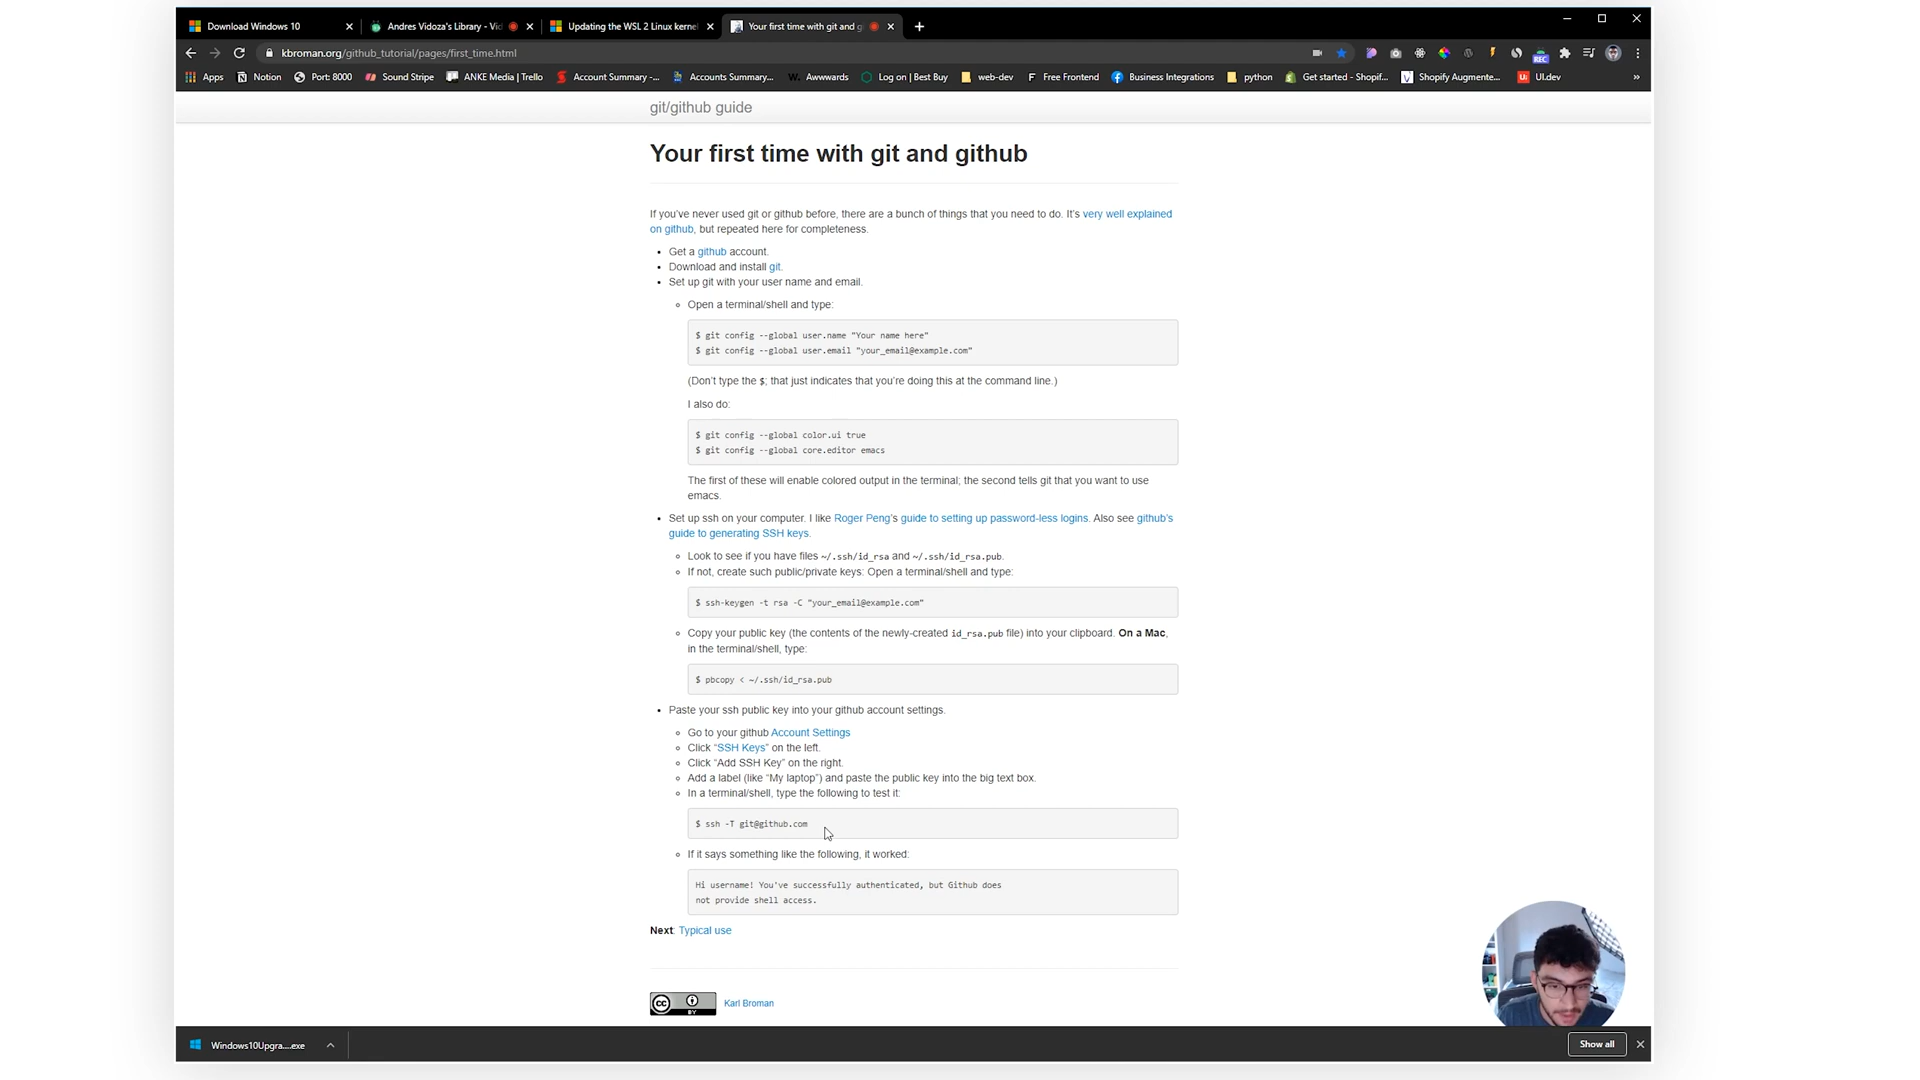 Download Windows 10
Andres Vidoza's Library - Vid
Updating the WSL 2 Linux kernel
Your first time with git and g
kbroman.org/github_tutorial/pages/first_time.html
REC
Apps
Notion
Port: 8000
Sound Stripe
ANKE Media | Trello
Account Summary -...
Accounts Summary...
W. Awwwards
Log on | Best Buy
web-dev
F Free Frontend
Business Integrations
python
Get started - Shopif...
Shopify Augmente...
UI.dev
»
git/github guide
Your first time with git and github
If you've never used git or github before, there are a bunch of things that you need to do. It's very well explained
on github, but repeated here for completeness.
• Get a github account.
• Download and install git.
• Set up git with your user name and email.
◦ Open a terminal/shell and type:
$ git config --global user.name "Your name here"
$ git config --global user.email "your_email@example.com"
(Don't type the $; that just indicates that you're doing this at the command line.)
I also do:
$ git config --global color.ui true
$ git config --global core.editor emacs
The first of these will enable colored output in the terminal; the second tells git that you want to use
emacs.
• Set up ssh on your computer. I like Roger Peng's guide to setting up password-less logins. Also see github's
guide to generating SSH keys.
◦ Look to see if you have files ~/.ssh/id_rsa and ~/.ssh/id_rsa.pub.
◦ If not, create such public/private keys: Open a terminal/shell and type:
$ ssh-keygen -t rsa -C "your_email@example.com"
◦ Copy your public key (the contents of the newly-created id_rsa.pub file) into your clipboard. On a Mac,
in the terminal/shell, type:
$ pbcopy < ~/.ssh/id_rsa.pub
• Paste your ssh public key into your github account settings.
◦ Go to your github Account Settings
◦ Click “SSH Keys” on the left.
◦ Click “Add SSH Key” on the right.
◦ Add a label (like “My laptop”) and paste the public key into the big text box.
◦ In a terminal/shell, type the following to test it:
$ ssh -T git@github.com
◦ If it says something like the following, it worked:
Hi username! You've successfully authenticated, but Github does
not provide shell access.
Next: Typical use
cc BY
Karl Broman
Windows10Upgra....exe
Show all